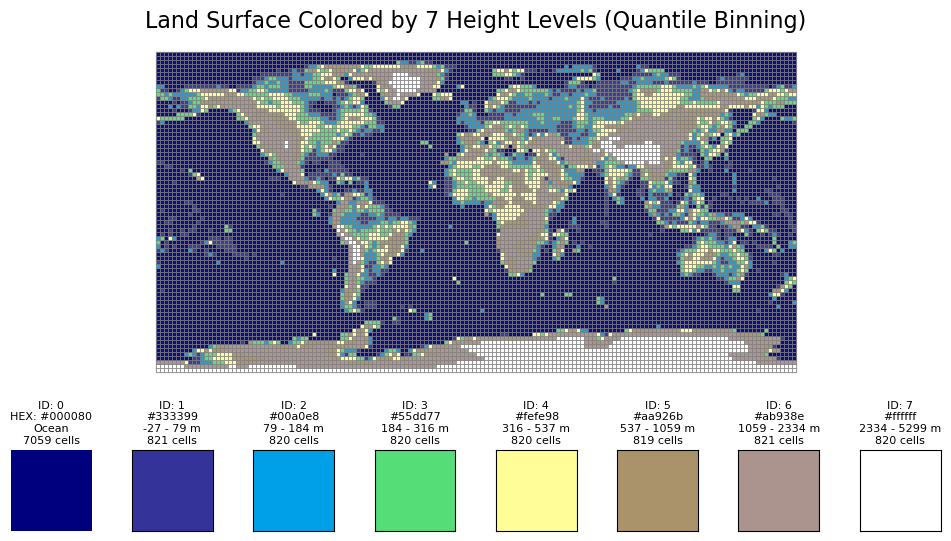 Land Surface Colored by 7 Height Levels (Quantile Binning)
ID: 0
HEX: #000080
Ocean
7059 cells
ID: 1
#333399
-27 - 79 m
821 cells
ID: 2
#00a0e8
79 - 184 m
820 cells
ID: 3
#55dd77
184 - 316 m
820 cells
ID: 4
#fefe98
316 - 537 m
820 cells
ID: 5
#aa926b
537 - 1059 m
819 cells
ID: 6
#ab938e
1059 - 2334 m
821 cells
ID: 7
#ffffff
2334 - 5299 m
820 cells